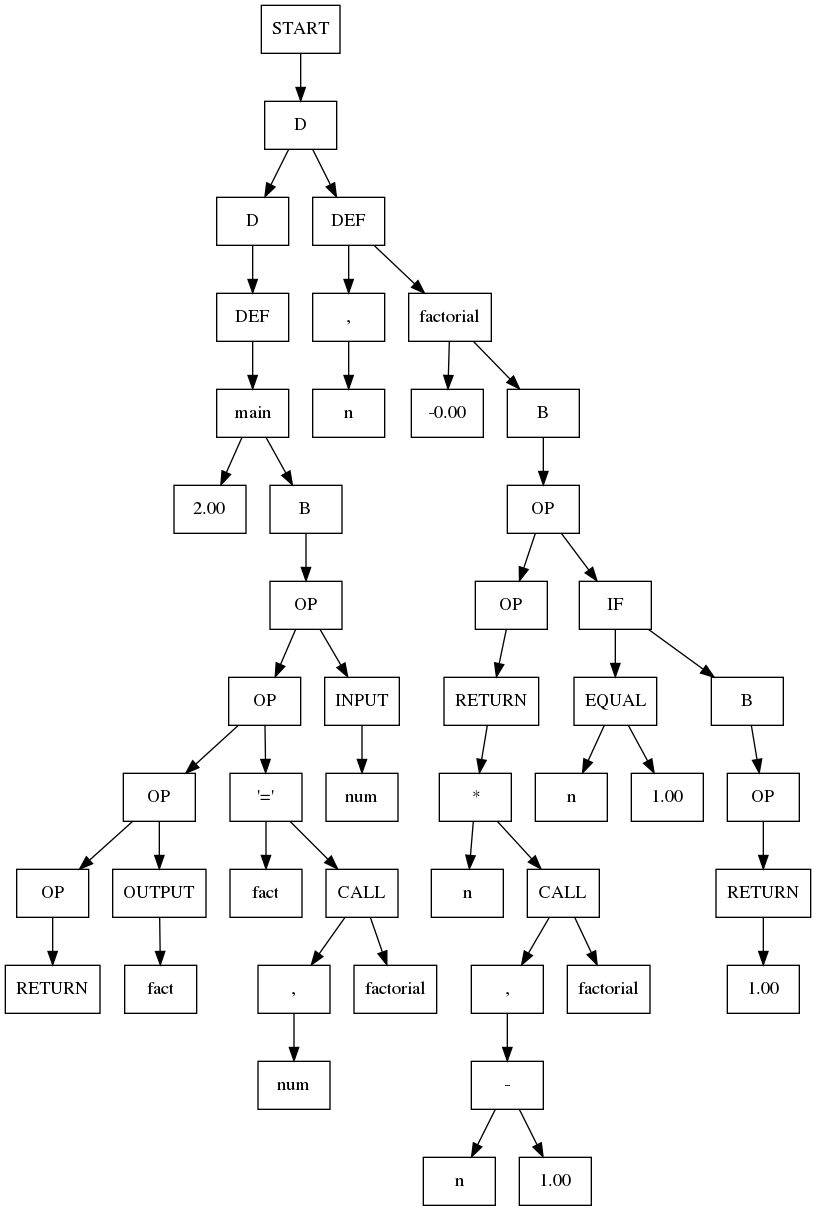 START
D
D DEF
DEF , factorial
main n -0.00 B
2.00 B OP
OP OP IF
OP INPUT RETURN EQUAL B
OP '=' num * n 1.00 OP
OP OUTPUT fact CALL n CALL RETURN
RETURN fact , factorial , factorial 1.00
num -
n 1.00